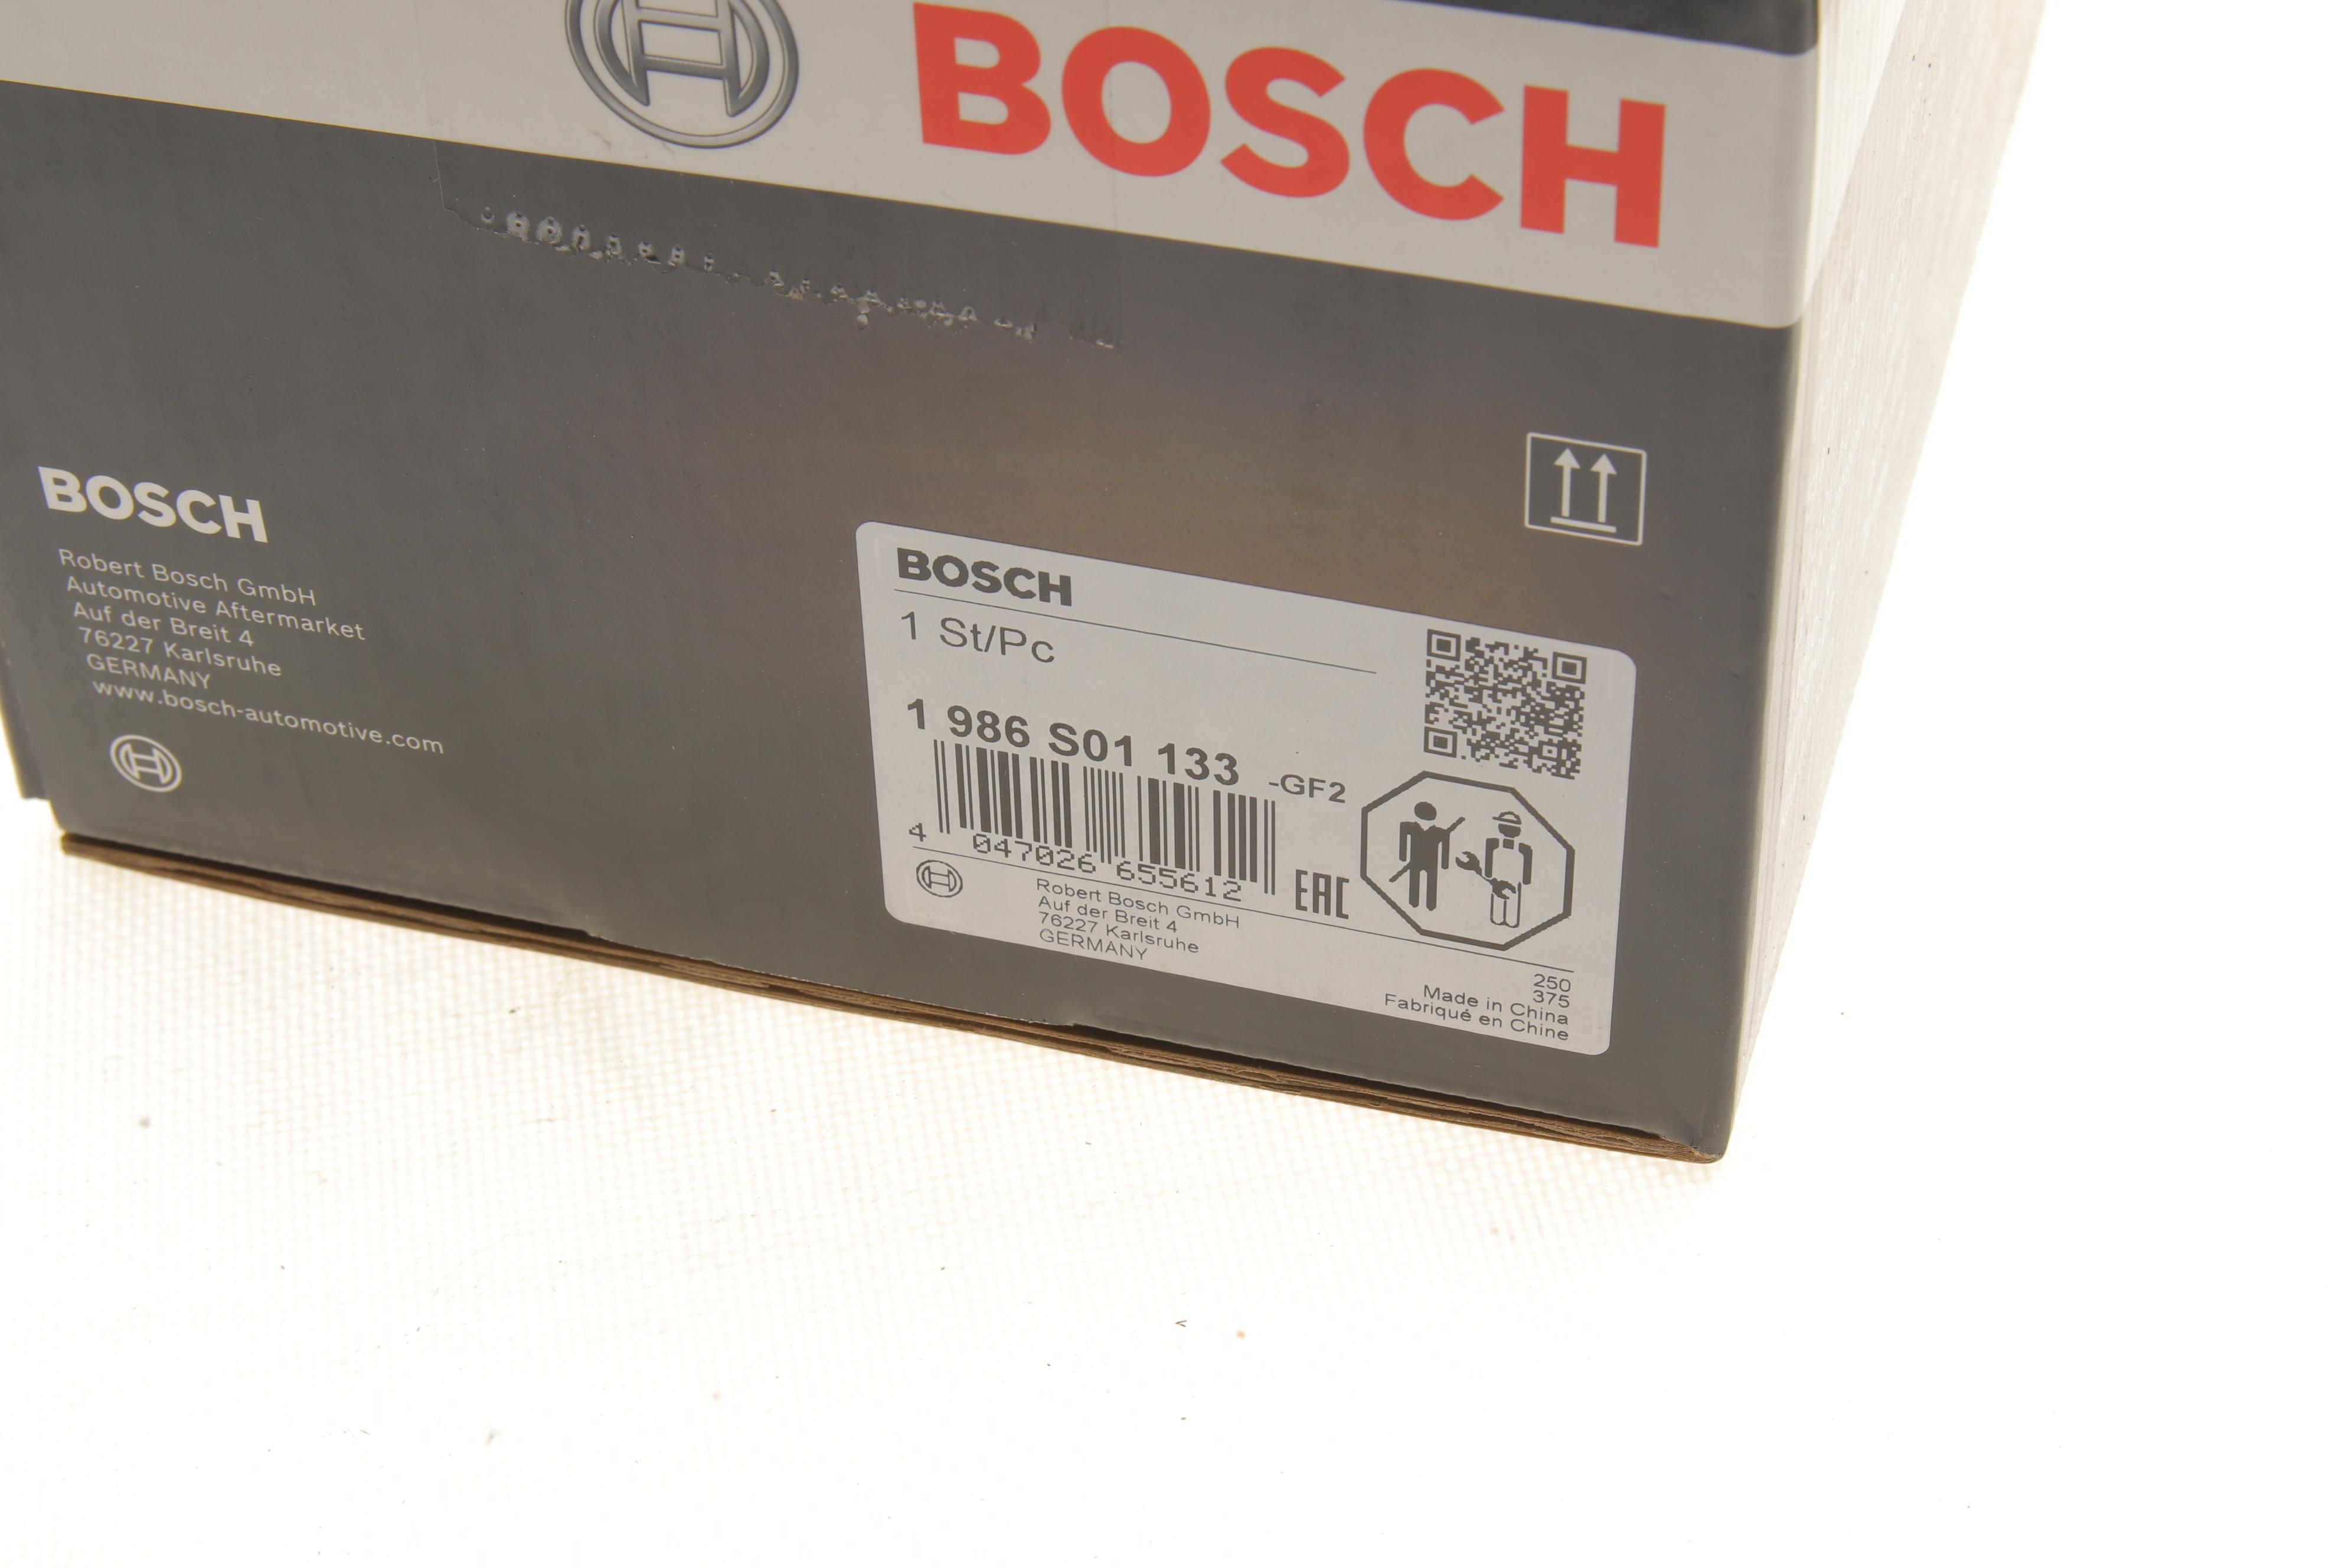 BOSCH
BOSCH
Robert Bosch GmbH
Automotive Aftermarket
Auf der Breit 4
76227 Karlsruhe
GERMANY
www.bosch-automotive.com
BOSCH
1 St/Pc
1 986 S01 133 -GF2
4 047026 655612
EAC
Robert Bosch GmbH
Auf der Breit 4
76227 Karlsruhe
GERMANY
250
375
Made in China
Fabriqué en Chine